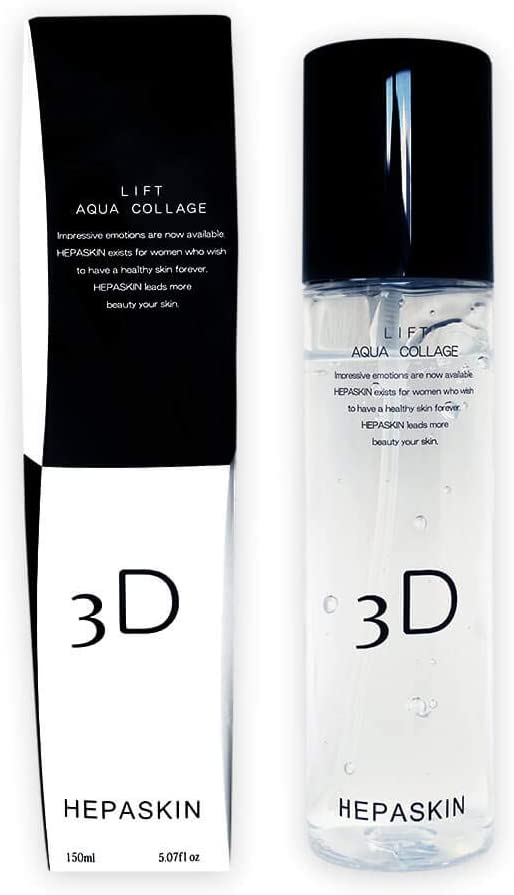 LIFT
AQUA COLLAGE
Impressive emotions are now available.
HEPASKIN exists for women who wish
to have a healthy skin forever.
HEPASKIN leads more
beauty your skin.
3D
HEPASKIN
150ml 5.07fl oz
LIFT
AQUA COLLAGE
Impressive emotions are now available.
HEPASKIN exists for women who wish
to have a healthy skin forever.
HEPASKIN leads more
beauty your skin.
3D
HEPASKIN